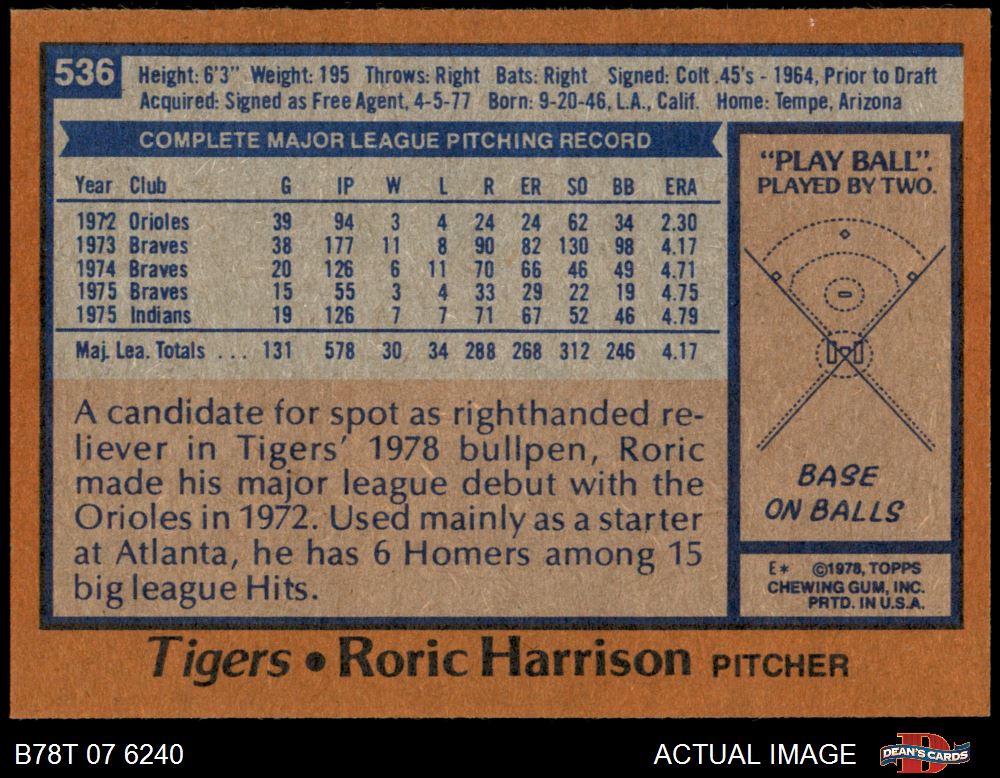 536
Height: 6'3" Weight: 195 Throws: Right Bats: Right Signed: Colt .45's - 1964, Prior to Draft
Acquired: Signed as Free Agent, 4-5-77 Born: 9-20-46, L.A., Calif. Home: Tempe, Arizona
COMPLETE MAJOR LEAGUE PITCHING RECORD
Year Club G IP W L R ER SO BB ERA
1972 Orioles 39 94 3 4 24 24 62 34 2.30
1973 Braves 38 177 11 8 90 82 130 98 4.17
1974 Braves 20 126 6 11 70 66 46 49 4.71
1975 Braves 15 55 3 4 33 29 22 19 4.75
1975 Indians 19 126 7 7 71 67 52 46 4.79
Maj. Lea. Totals ... 131 578 30 34 288 268 312 246 4.17
A candidate for spot as righthanded re-
liever in Tigers' 1978 bullpen, Roric
made his major league debut with the
Orioles in 1972. Used mainly as a starter
at Atlanta, he has 6 Homers among 15
big league Hits.
"PLAY BALL".
PLAYED BY TWO.
BASE
ON BALLS
E* ©1978, TOPPS
CHEWING GUM, INC.
PRTD. IN U.S.A.
Tigers • Roric Harrison PITCHER
B78T 07 6240
ACTUAL IMAGE
D
DEAN'S CARDS